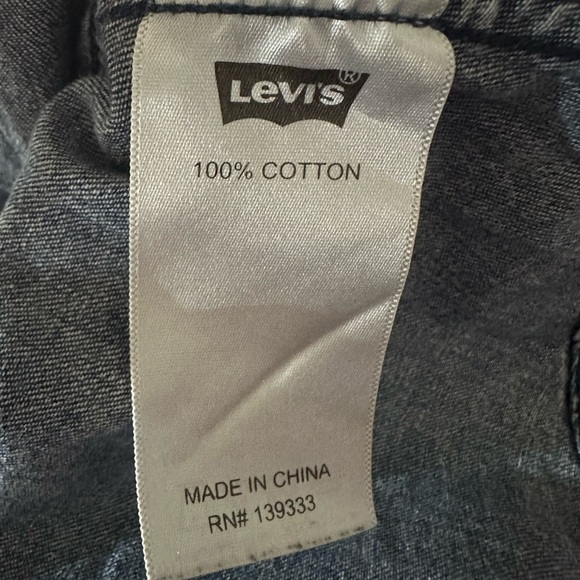 Levi's®
100% COTTON
MADE IN CHINA
RN# 139333